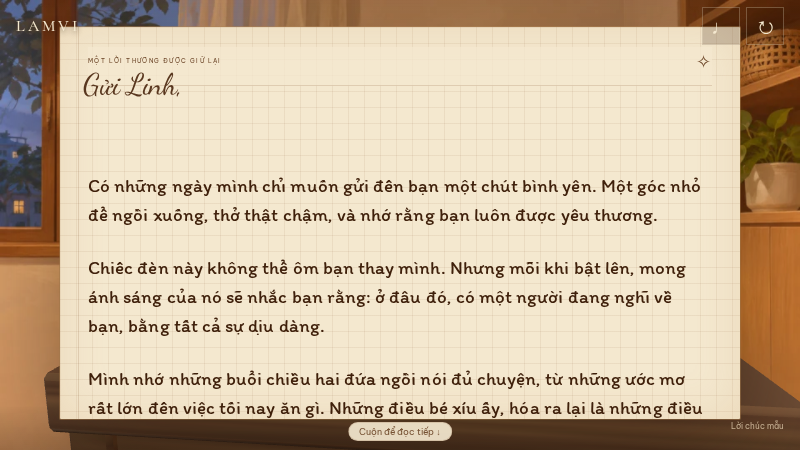 MỘT LỜI THƯƠNG ĐƯỢC GIỮ LẠI
Gửi Linh,
Có những ngày mình chỉ muốn gửi đến bạn một chút bình yên. Một góc nhỏ
để ngồi xuống, thở thật chậm, và nhớ rằng bạn luôn được yêu thương.
Chiếc đèn này không thể ôm bạn thay mình. Nhưng mỗi khi bật lên, mong
ánh sáng của nó sẽ nhắc bạn rằng: ở đâu đó, có một người đang nghĩ về
bạn, bằng tất cả sự dịu dàng.
Mình nhớ những buổi chiều hai đứa ngồi nói đủ chuyện, từ những ước mơ
rất lớn đến việc tối nay ăn gì. Những điều bé xíu ấy, hóa ra lại là những điều
Cuộn để đọc tiếp ↓
Lời chúc mẫu